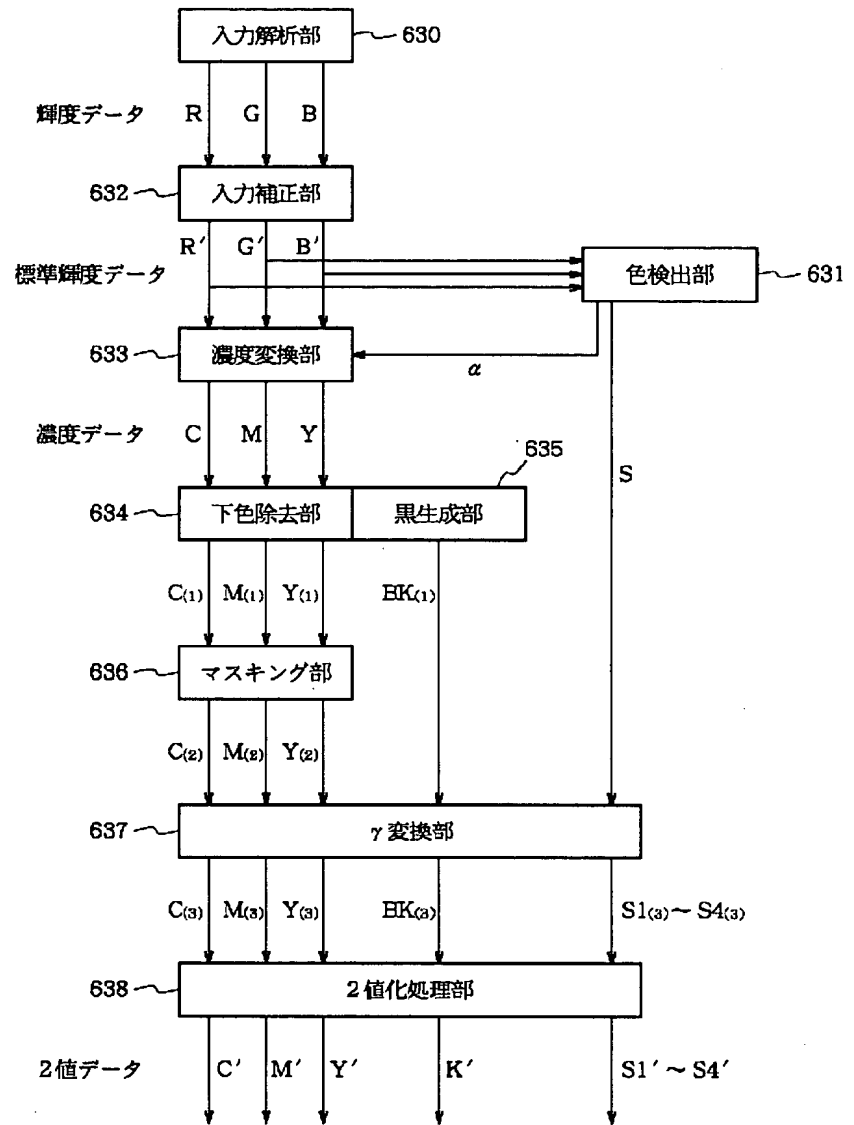 入力解析部 630
輝度データ R G B
632 入力補正部
R′ G′ B′
標準輝度データ 色検出部 631
633 濃度変換部 α
濃度データ C M Y
635
S
634 下色除去部 黒生成部
C(1) M(1) Y(1) BK(1)
636 マスキング部
C(2) M(2) Y(2)
637 γ変換部
C(3) M(3) Y(3) BK(3) S1(3)~S4(3)
638 2値化処理部
2値データ C′ M′ Y′ K′ S1′~S4′